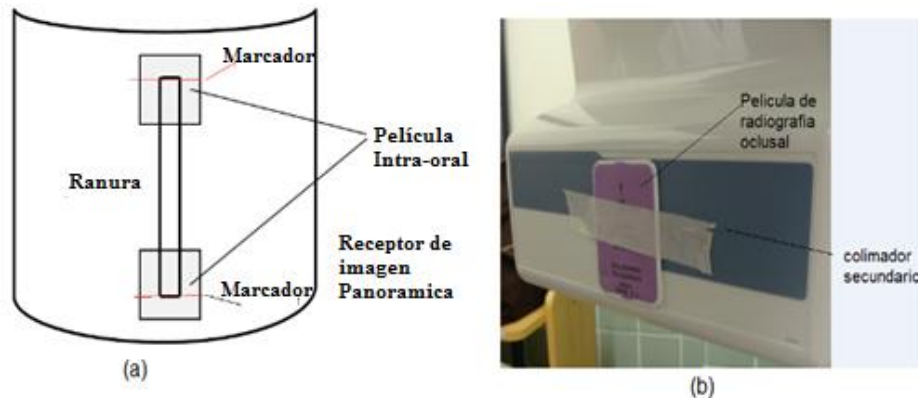 Marcador
Película
Intra-oral
Ranura
Receptor de
imagen
Panoramica
Marcador
(a)
Pelicula de
radiografia
oclusal
colimador
secundario
(b)